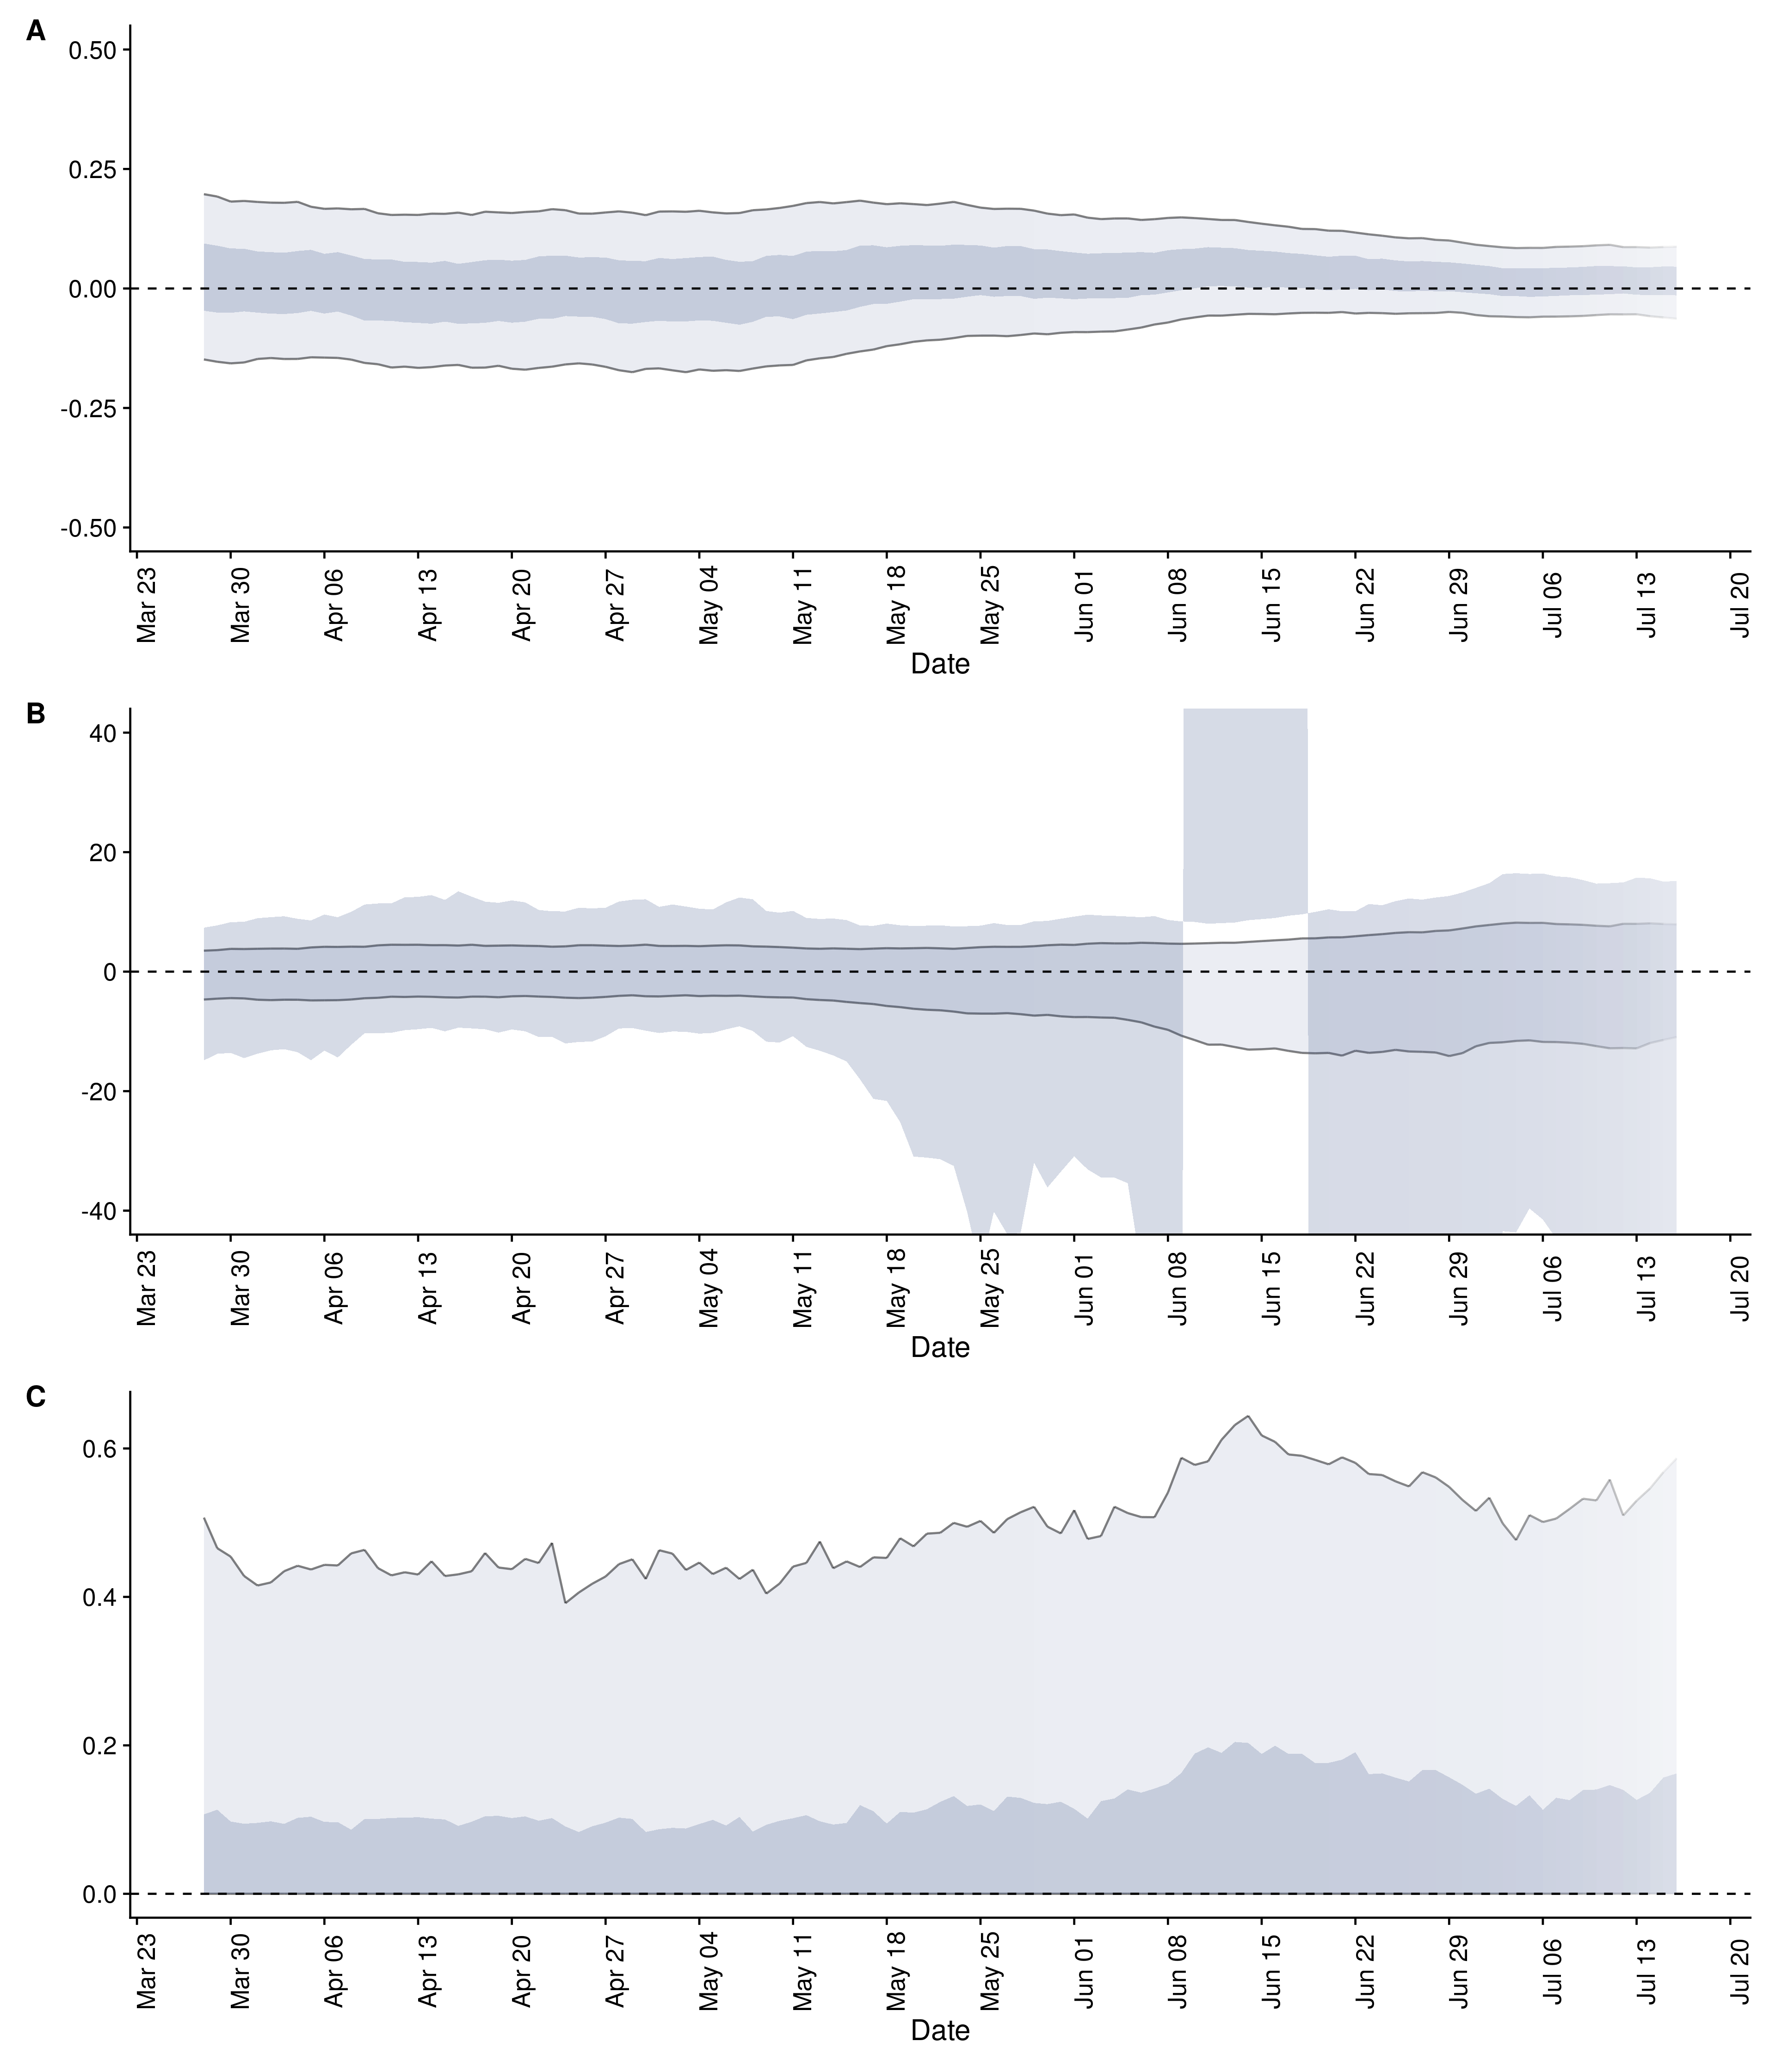 A
0.50
0.25
0.00
-0.25
-0.50
Mar 23
Mar 30
Apr 06
Apr 13
Apr 20
Apr 27
May 04
May 11
May 18
May 25
Jun 01
Jun 08
Jun 15
Jun 22
Jun 29
Jul 06
Jul 13
Jul 20
Date
B
40
20
0
-20
-40
Mar 23
Mar 30
Apr 06
Apr 13
Apr 20
Apr 27
May 04
May 11
May 18
May 25
Jun 01
Jun 08
Jun 15
Jun 22
Jun 29
Jul 06
Jul 13
Jul 20
Date
C
0.6
0.4
0.2
0.0
Mar 23
Mar 30
Apr 06
Apr 13
Apr 20
Apr 27
May 04
May 11
May 18
May 25
Jun 01
Jun 08
Jun 15
Jun 22
Jun 29
Jul 06
Jul 13
Jul 20
Date